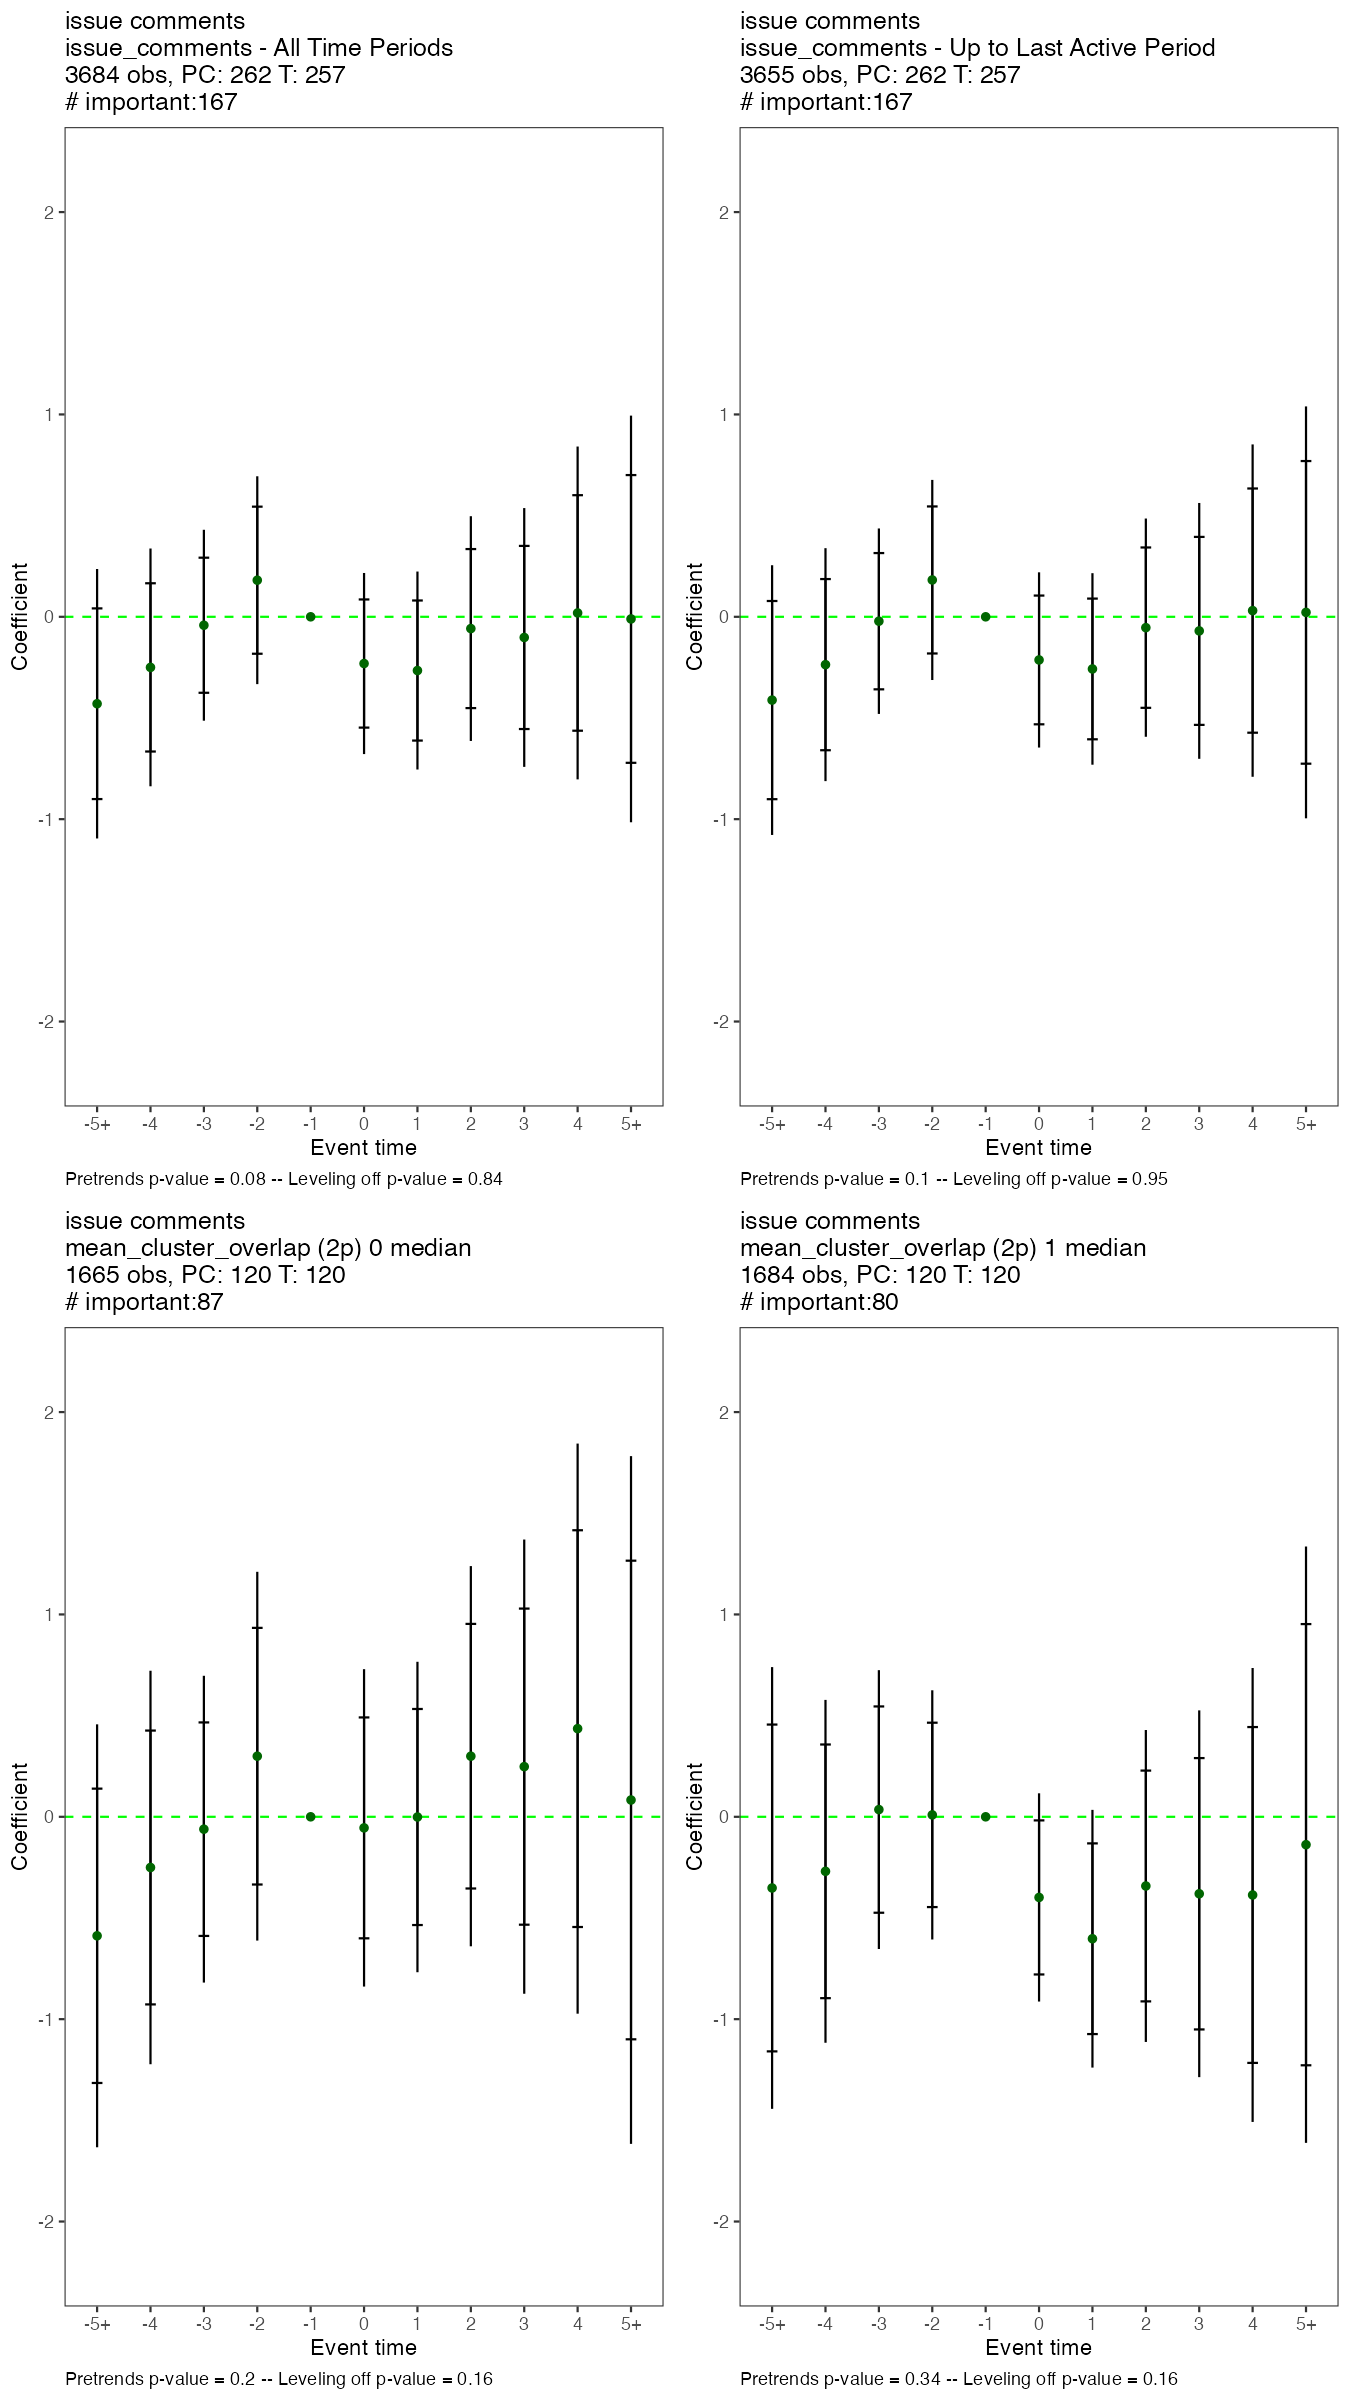 issue comments
issue_comments - All Time Periods
3684 obs, PC: 262 T: 257
# important:167
2
1
0
-1
-2
Coefficient
-5+ -4 -3 -2 -1 0 1 2 3 4 5+
Event time
Pretrends p-value = 0.08 -- Leveling off p-value = 0.84
issue comments
issue_comments - Up to Last Active Period
3655 obs, PC: 262 T: 257
# important:167
2
1
0
-1
-2
Coefficient
-5+ -4 -3 -2 -1 0 1 2 3 4 5+
Event time
Pretrends p-value = 0.1 -- Leveling off p-value = 0.95
issue comments
mean_cluster_overlap (2p) 0 median
1665 obs, PC: 120 T: 120
# important:87
2
1
0
-1
-2
Coefficient
-5+ -4 -3 -2 -1 0 1 2 3 4 5+
Event time
Pretrends p-value = 0.2 -- Leveling off p-value = 0.16
issue comments
mean_cluster_overlap (2p) 1 median
1684 obs, PC: 120 T: 120
# important:80
2
1
0
-1
-2
Coefficient
-5+ -4 -3 -2 -1 0 1 2 3 4 5+
Event time
Pretrends p-value = 0.34 -- Leveling off p-value = 0.16